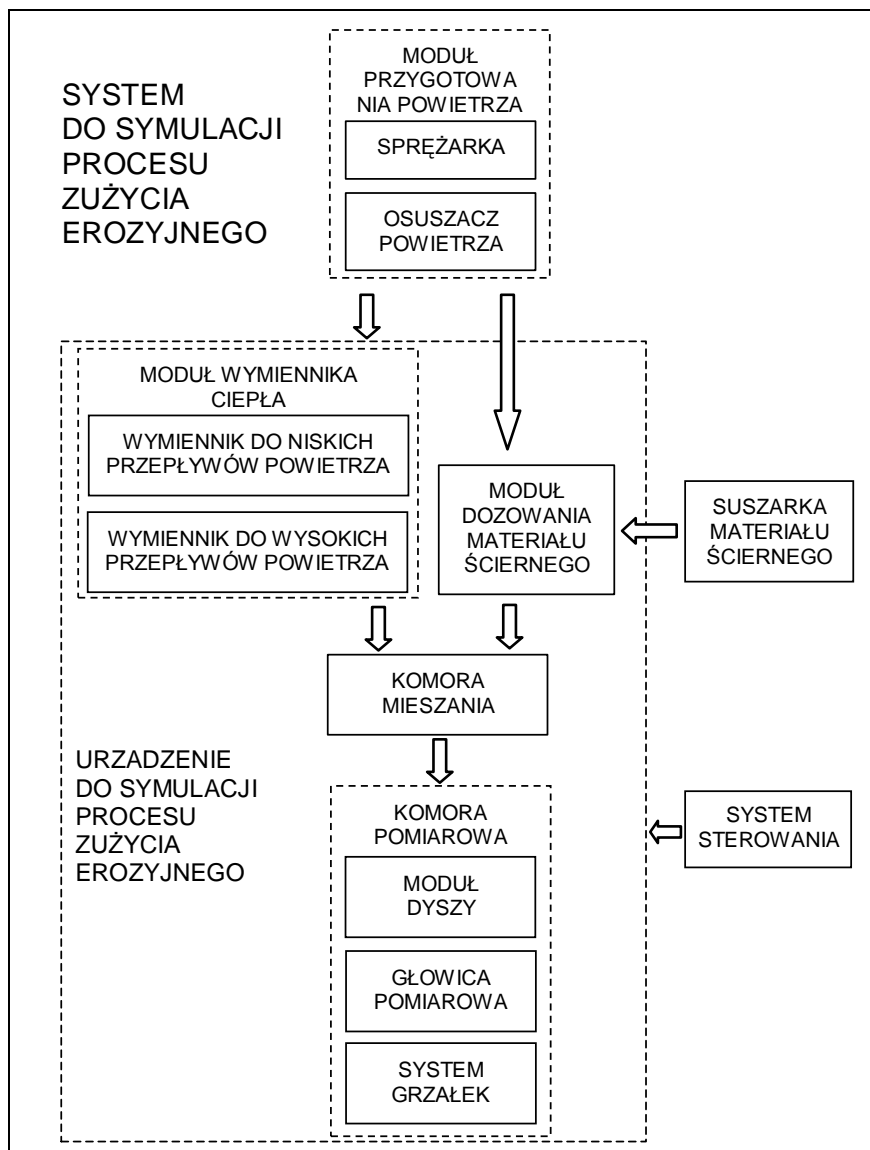 SYSTEM
DO SYMULACJI
PROCESU
ZUŻYCIA
EROZYJNEGO
MODUŁ
PRZYGOTOWA
NIA POWIETRZA
SPRĘŻARKA
OSUSZACZ
POWIETRZA
MODUŁ WYMIENNIKA
CIEPŁA
WYMIENNIK DO NISKICH
PRZEPŁYWÓW POWIETRZA
WYMIENNIK DO WYSOKICH
PRZEPŁYWÓW POWIETRZA
MODUŁ
DOZOWANIA
MATERIAŁU
ŚCIERNEGO
SUSZARKA
MATERIAŁU
ŚCIERNEGO
KOMORA
MIESZANIA
URZADZENIE
DO SYMULACJI
PROCESU
ZUŻYCIA
EROZYJNEGO
KOMORA
POMIAROWA
MODUŁ
DYSZY
GŁOWICA
POMIAROWA
SYSTEM
GRZAŁEK
SYSTEM
STEROWANIA